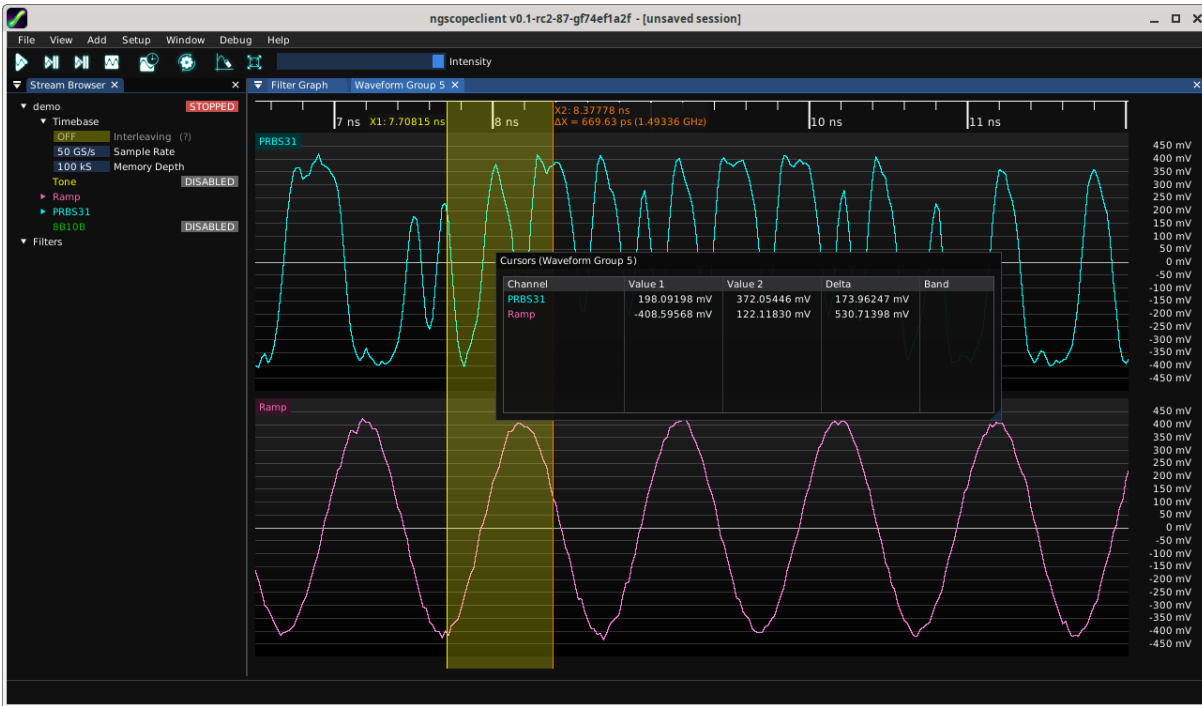 ngscopeclient v0.1-rc2-87-gf74ef1a2f - [unsaved session]
File View Add Setup Window Debug Help
Intensity
Stream Browser
Filter Graph Waveform Group 5
demo STOPPED
Timebase
OFF Interleaving (?)
50 GS/s Sample Rate
100 kS Memory Depth
Tone DISABLED
Ramp
PRBS31
8B10B DISABLED
Filters
X2: 8.37778 ns
7 ns X1: 7.70815 ns 8 ns ΔX = 669.63 ps (1.49336 GHz) 10 ns 11 ns
PRBS31
450 mV
400 mV
350 mV
300 mV
250 mV
200 mV
150 mV
100 mV
50 mV
0 mV
-50 mV
-100 mV
-150 mV
-200 mV
-250 mV
-300 mV
-350 mV
-400 mV
-450 mV
Cursors (Waveform Group 5)
Channel Value 1 Value 2 Delta Band
PRBS31 198.09198 mV 372.05446 mV 173.96247 mV
Ramp -408.59568 mV 122.11830 mV 530.71398 mV
Ramp
450 mV
400 mV
350 mV
300 mV
250 mV
200 mV
150 mV
100 mV
50 mV
0 mV
-50 mV
-100 mV
-150 mV
-200 mV
-250 mV
-300 mV
-350 mV
-400 mV
-450 mV